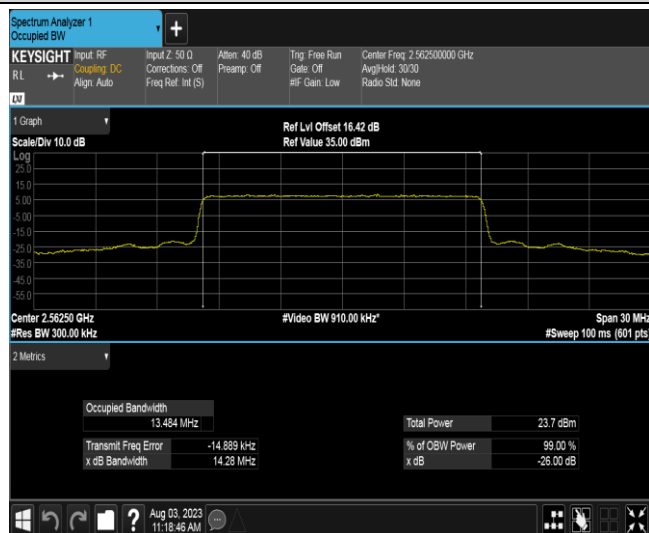 Spectrum Analyzer 1
Occupied BW
KEYSIGHT
Input: RF
Coupling: DC
Align: Auto
Input Z: 50 Ω
Corrections: Off
Freq Ref: Int (S)
Atten: 40 dB
Preamp: Off
Trig: Free Run
Gate: Off
#IF Gain: Low
Center Freq: 2.562500000 GHz
Avg|Hold: 30/30
Radio Std: None
RL
LXI
1 Graph
Ref Lvl Offset 16.42 dB
Scale/Div 10.0 dB
Ref Value 35.00 dBm
Log
25.0
15.0
5.00
-5.00
-15.0
-25.0
-35.0
-45.0
-55.0
Center 2.56250 GHz
#Video BW 910.00 kHz*
Span 30 MHz
#Res BW 300.00 kHz
#Sweep 100 ms (601 pts)
2 Metrics
Occupied Bandwidth
13.484 MHz
Total Power 23.7 dBm
Transmit Freq Error -14.889 kHz
% of OBW Power 99.00 %
x dB Bandwidth 14.28 MHz
x dB -26.00 dB
Aug 03, 2023
11:18:46 AM